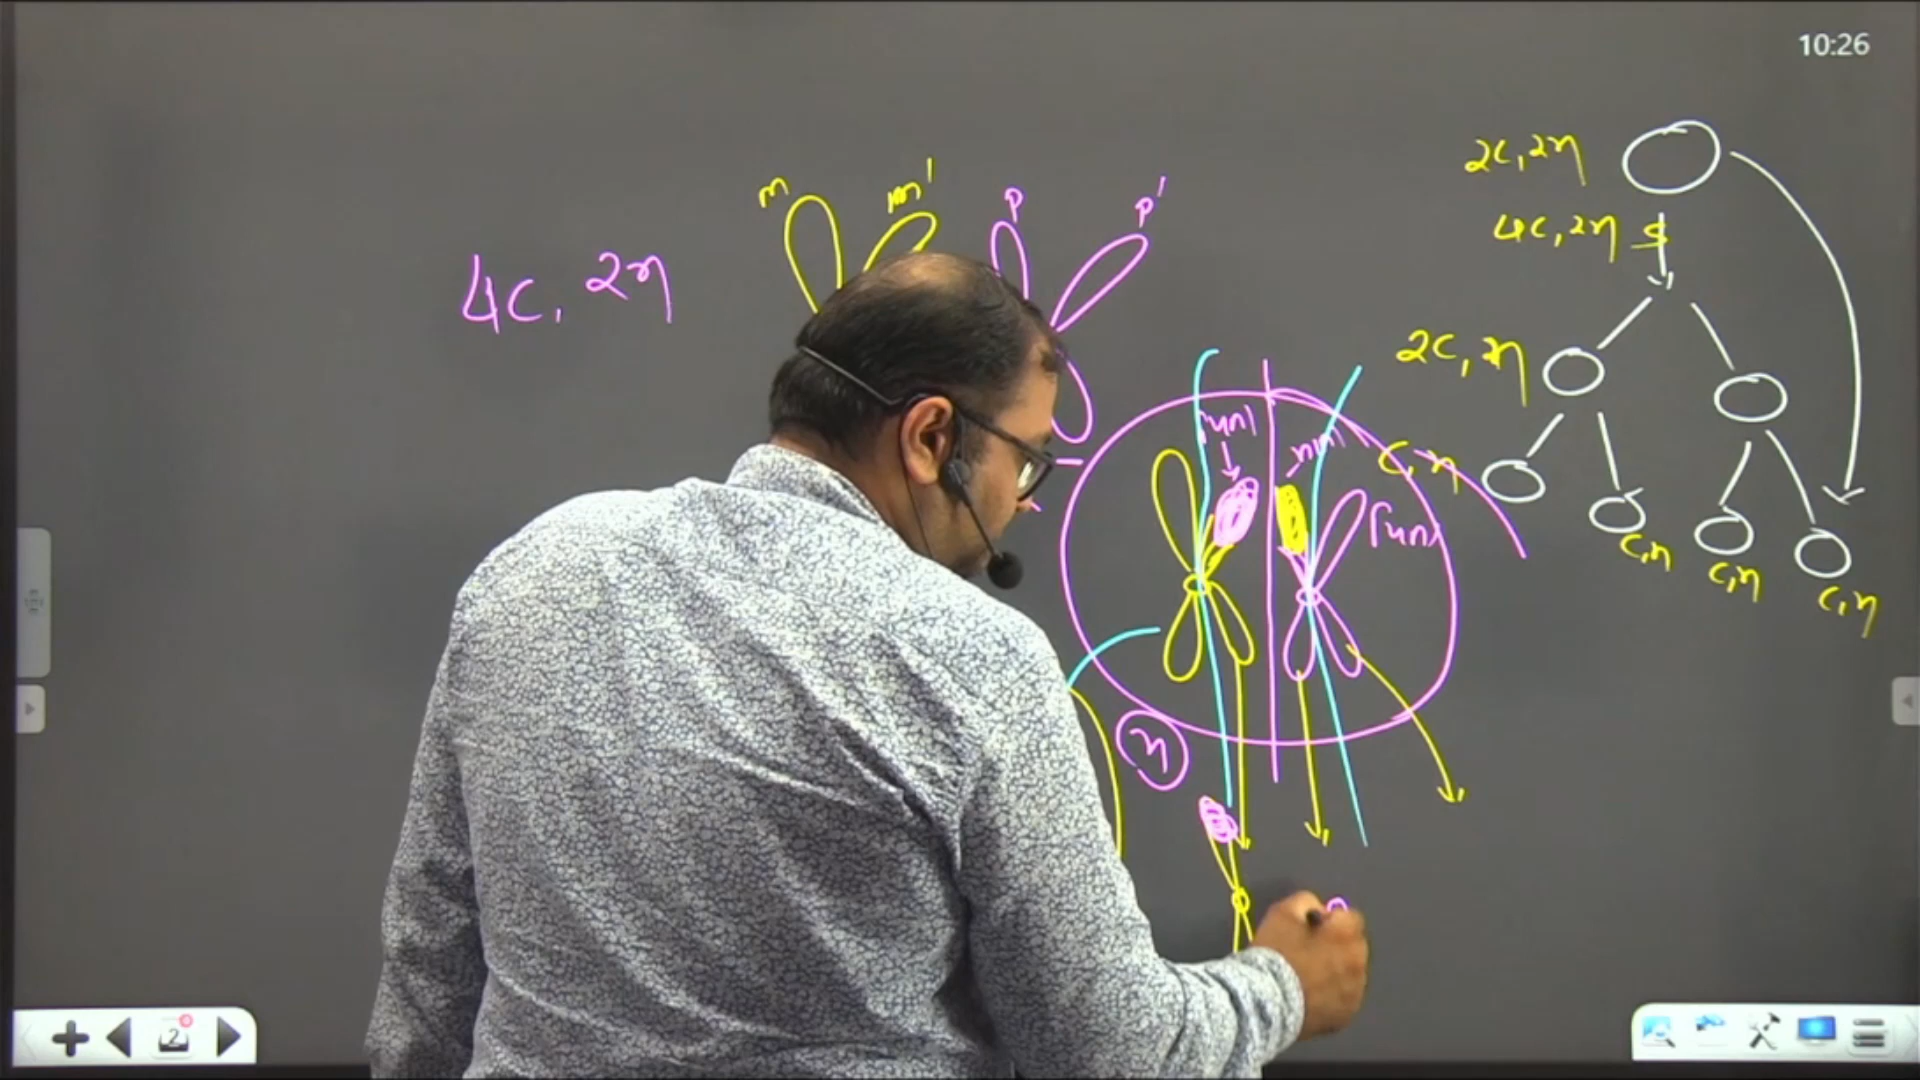 10:26
2C, 2n
4C, 2n S
m m' p p'
4C, 2n
2C, n
C, n
n
C, n
C, n
C, n
2